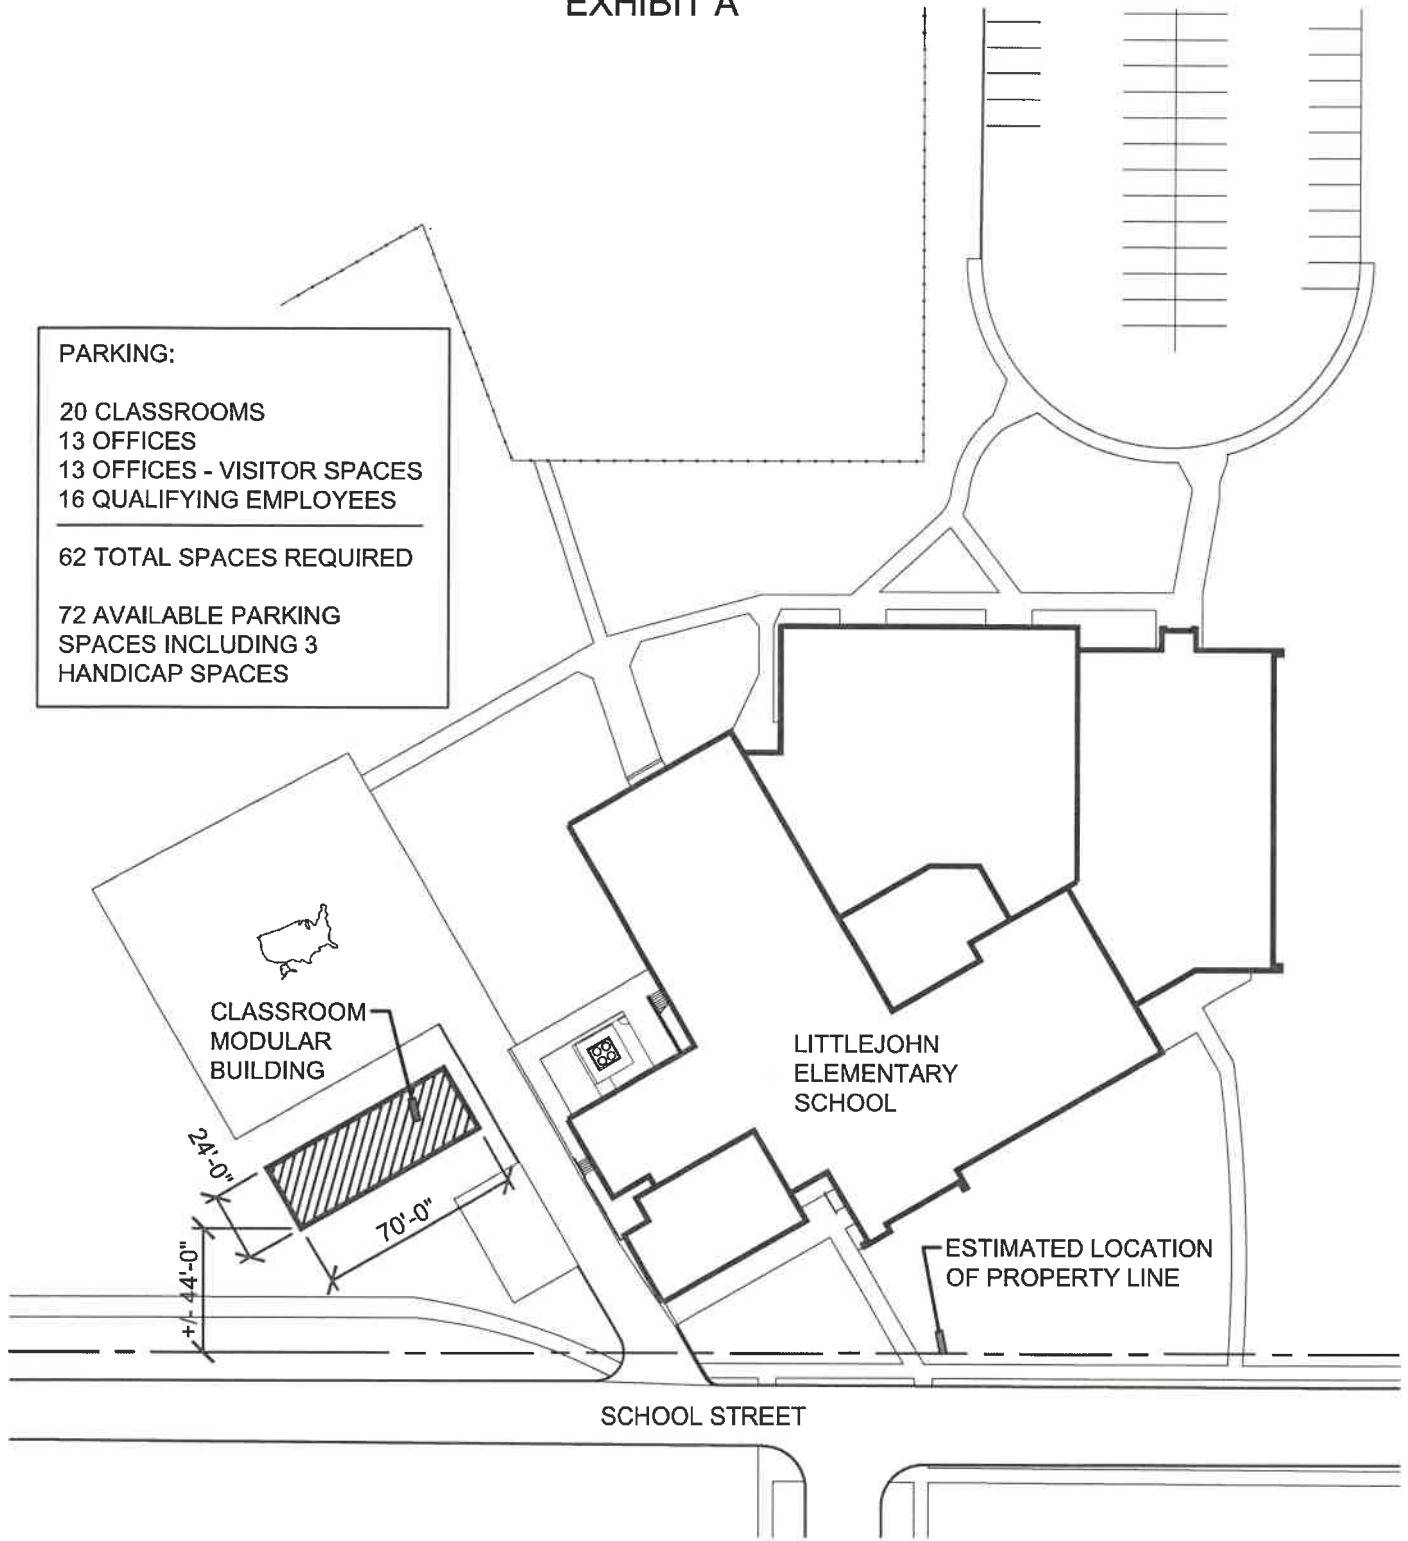 EXHIBIT A
PARKING:
20 CLASSROOMS
13 OFFICES
13 OFFICES - VISITOR SPACES
16 QUALIFYING EMPLOYEES
62 TOTAL SPACES REQUIRED
72 AVAILABLE PARKING
SPACES INCLUDING 3
HANDICAP SPACES
CLASSROOM
MODULAR
BUILDING
LITTLEJOHN
ELEMENTARY
SCHOOL
24'-0"
70'-0"
+/- 44'-0"
ESTIMATED LOCATION
OF PROPERTY LINE
SCHOOL STREET